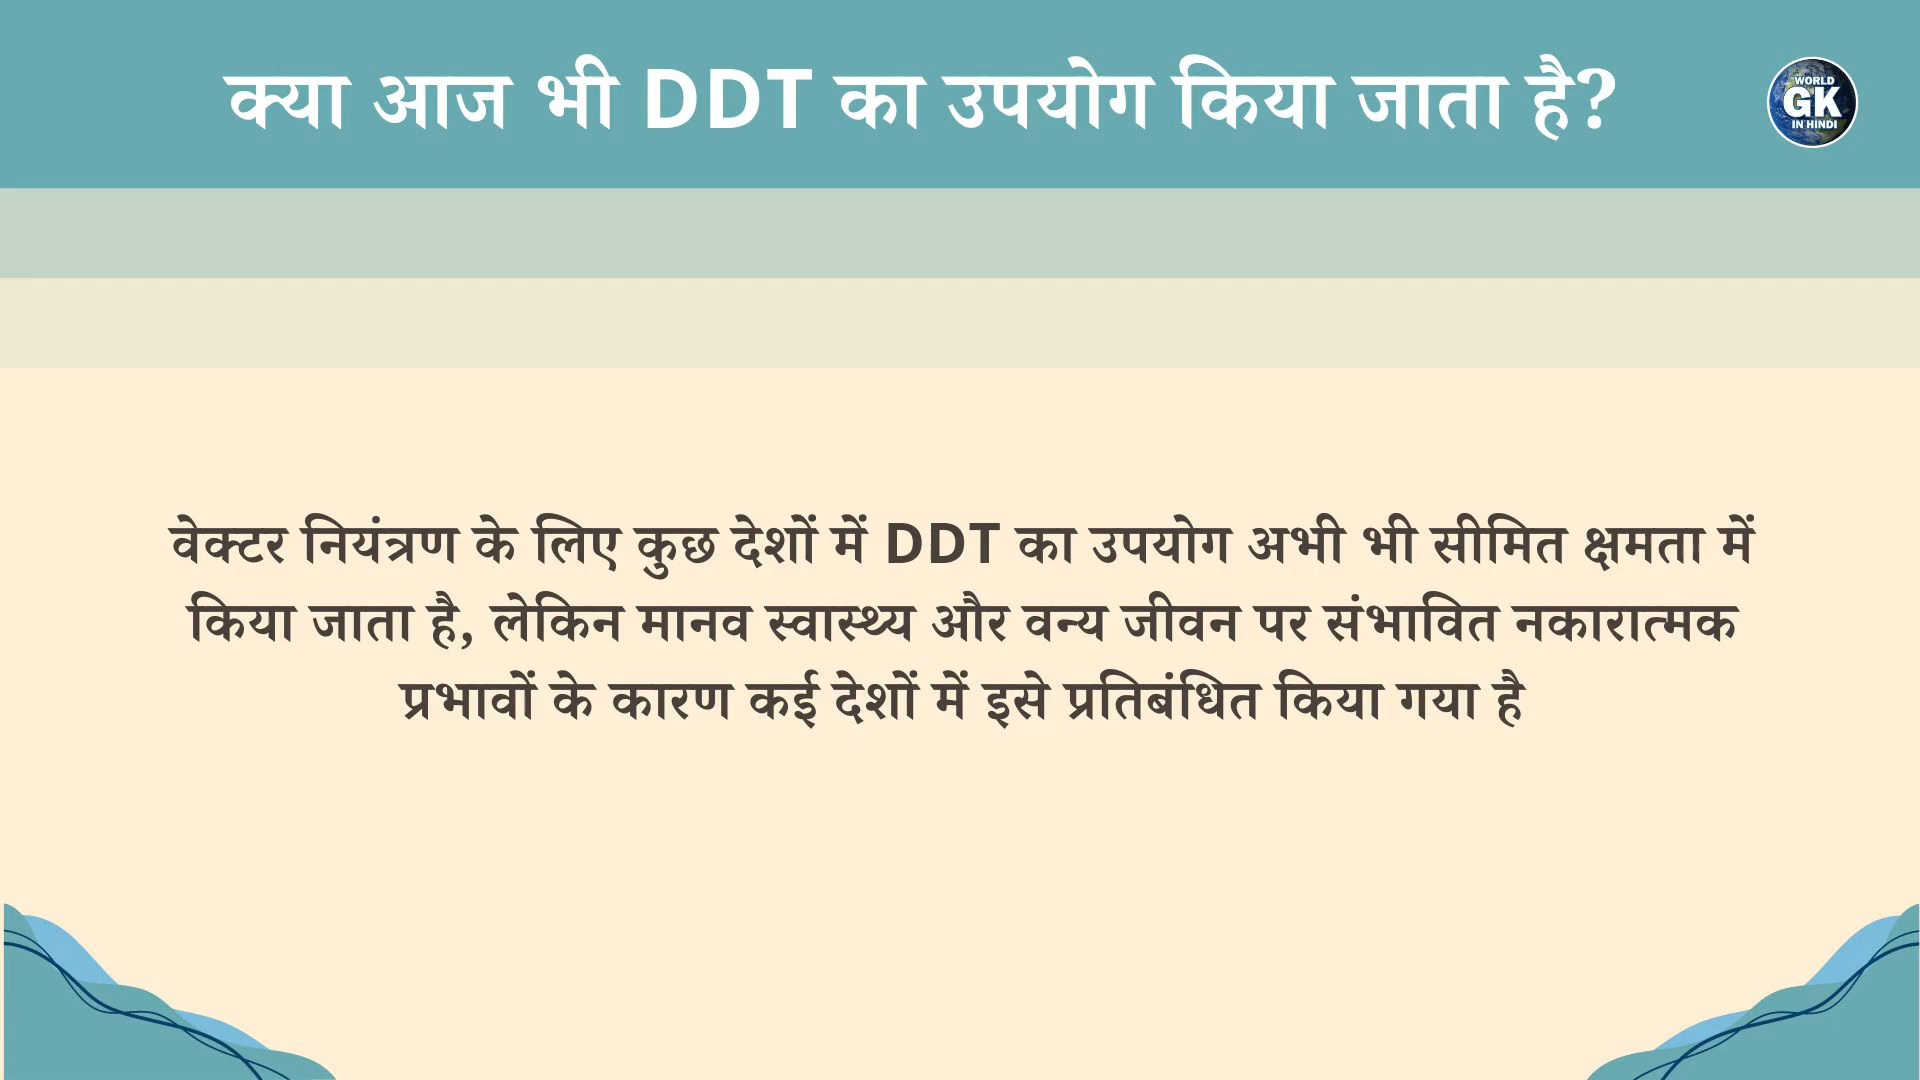 क्या आज भी DDT का उपयोग किया जाता है?
WORLD
GK
IN HINDI
वेक्टर नियंत्रण के लिए कुछ देशों में DDT का उपयोग अभी भी सीमित क्षमता में
किया जाता है, लेकिन मानव स्वास्थ्य और वन्य जीवन पर संभावित नकारात्मक
प्रभावों के कारण कई देशों में इसे प्रतिबंधित किया गया है